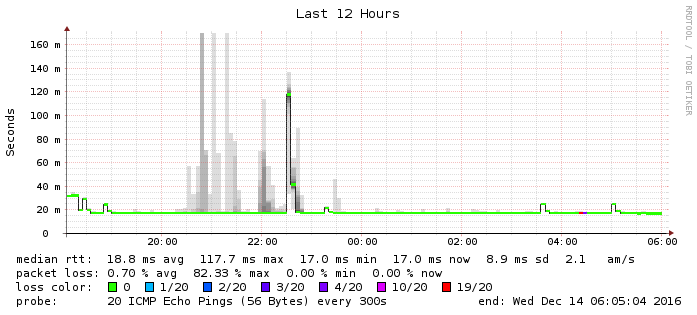 Last 12 Hours
RRDTOOL / TOBI OETIKER
Seconds
160 m
140 m
120 m
100 m
80 m
60 m
40 m
20 m
0
20:00 22:00 00:00 02:00 04:00 06:00
median rtt: 18.8 ms avg 117.7 ms max 17.0 ms min 17.0 ms now 8.9 ms sd 2.1 am/s
packet loss: 0.70 % avg 82.33 % max 0.00 % min 0.00 % now
loss color: 0 1/20 2/20 3/20 4/20 10/20 19/20
probe: 20 ICMP Echo Pings (56 Bytes) every 300s end: Wed Dec 14 06:05:04 2016